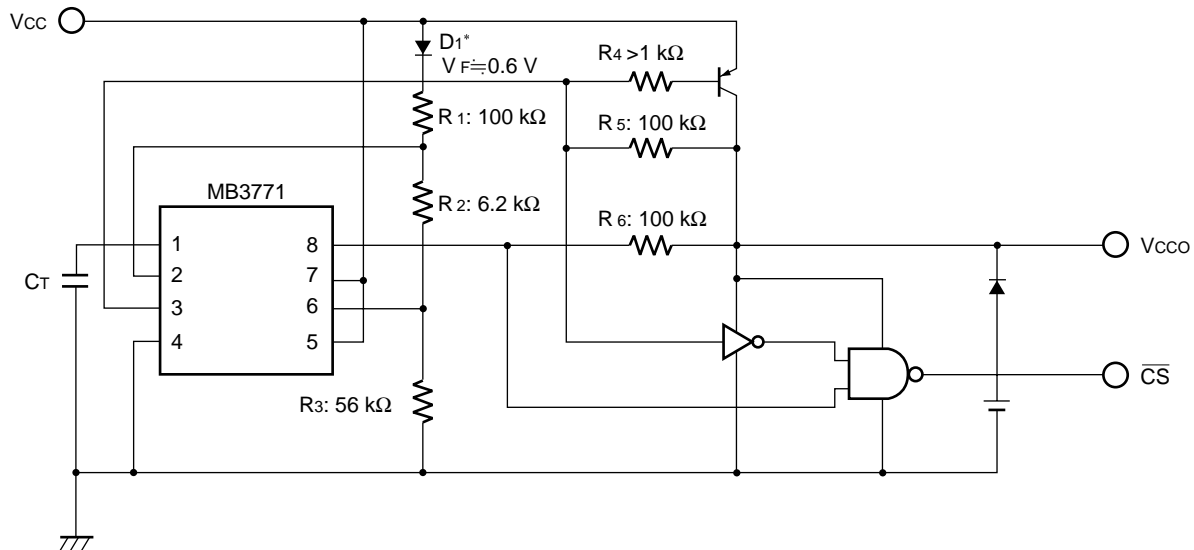 VCC
D1*
VF≒0.6 V
R4 >1 kΩ
R1: 100 kΩ
R5: 100 kΩ
MB3771
R2: 6.2 kΩ
R6: 100 kΩ
1
8
VCCO
CT
2
7
3
6
4
5
R3: 56 kΩ
C̅S̅